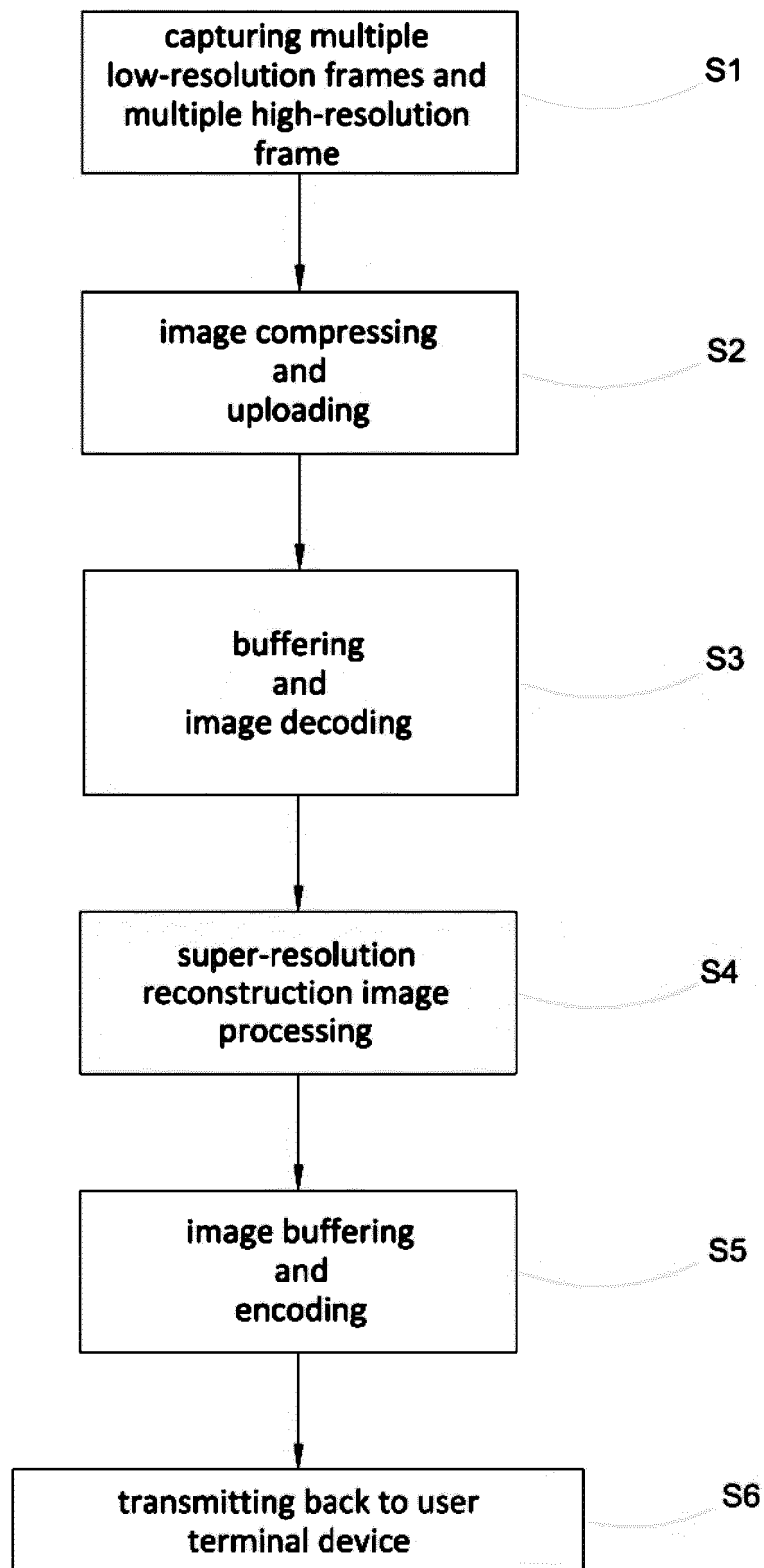 capturing multiple
low-resolution frames and
multiple high-resolution
frame
S1
image compressing
and
uploading
S2
buffering
and
image decoding
S3
super-resolution
reconstruction image
processing
S4
image buffering
and
encoding
S5
transmitting back to user
terminal device
S6